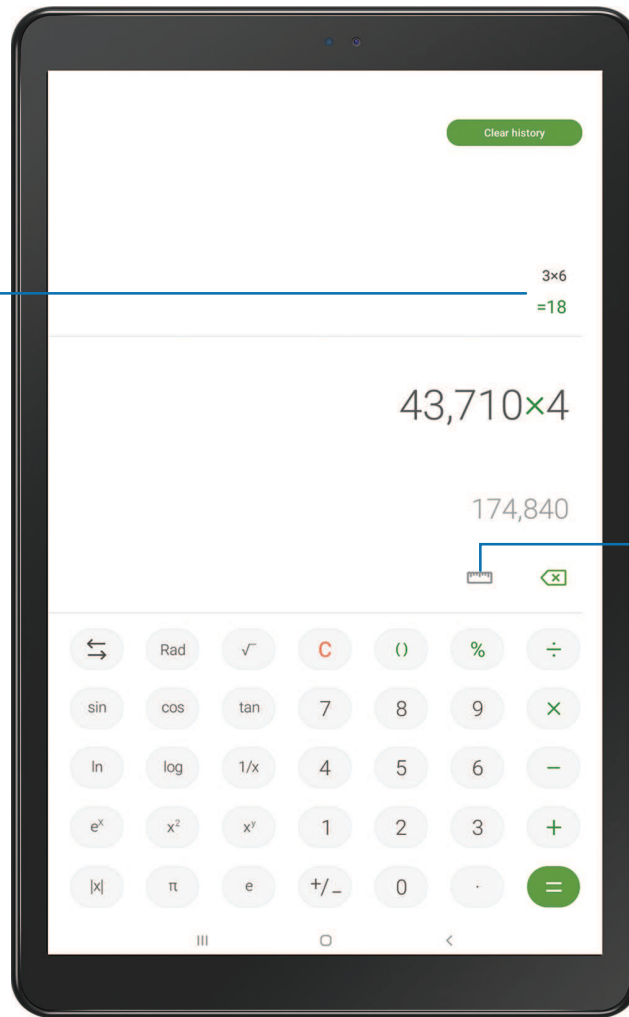 Clear history
3×6
=18
43,710×4
174,840
Rad √ C () % ÷
sin cos tan 7 8 9 ×
ln log 1/x 4 5 6 −
eˣ x² xʸ 1 2 3 +
|x| π e +/− 0 . =